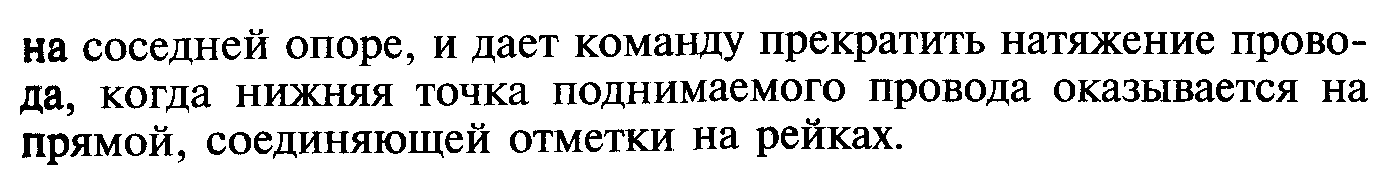 на соседней опоре, и дает команду прекратить натяжение прово-
да, когда нижняя точка поднимаемого провода оказывается на
прямой, соединяющей отметки на рейках.